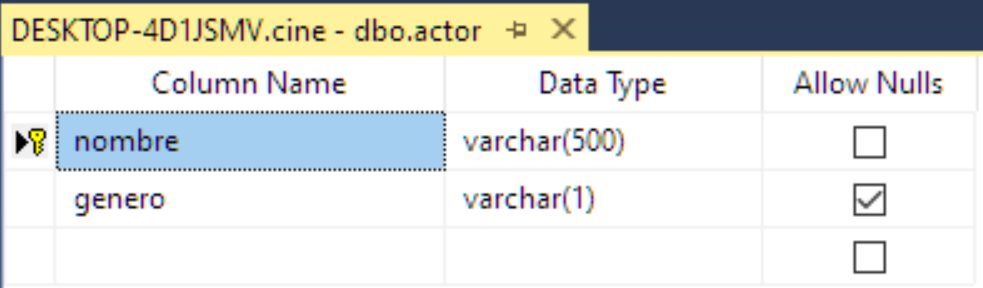 DESKTOP-4D1JSMV.cine - dbo.actor
Column Name Data Type Allow Nulls
nombre varchar(500)
genero varchar(1)